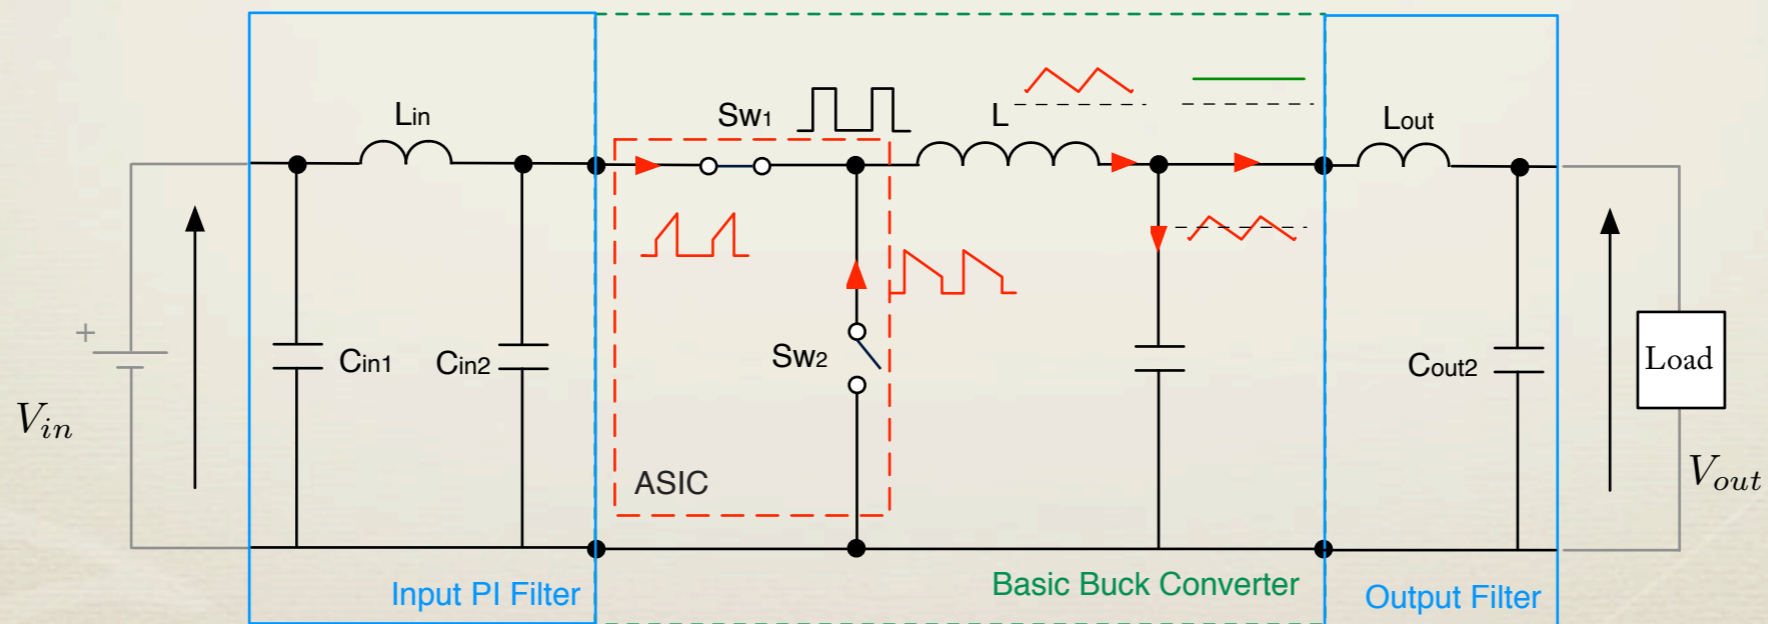 Lin
Sw1
L
Lout
+
Cin1
Cin2
Sw2
Cout2
Load
Vin
ASIC
Vout
Input PI Filter
Basic Buck Converter
Output Filter